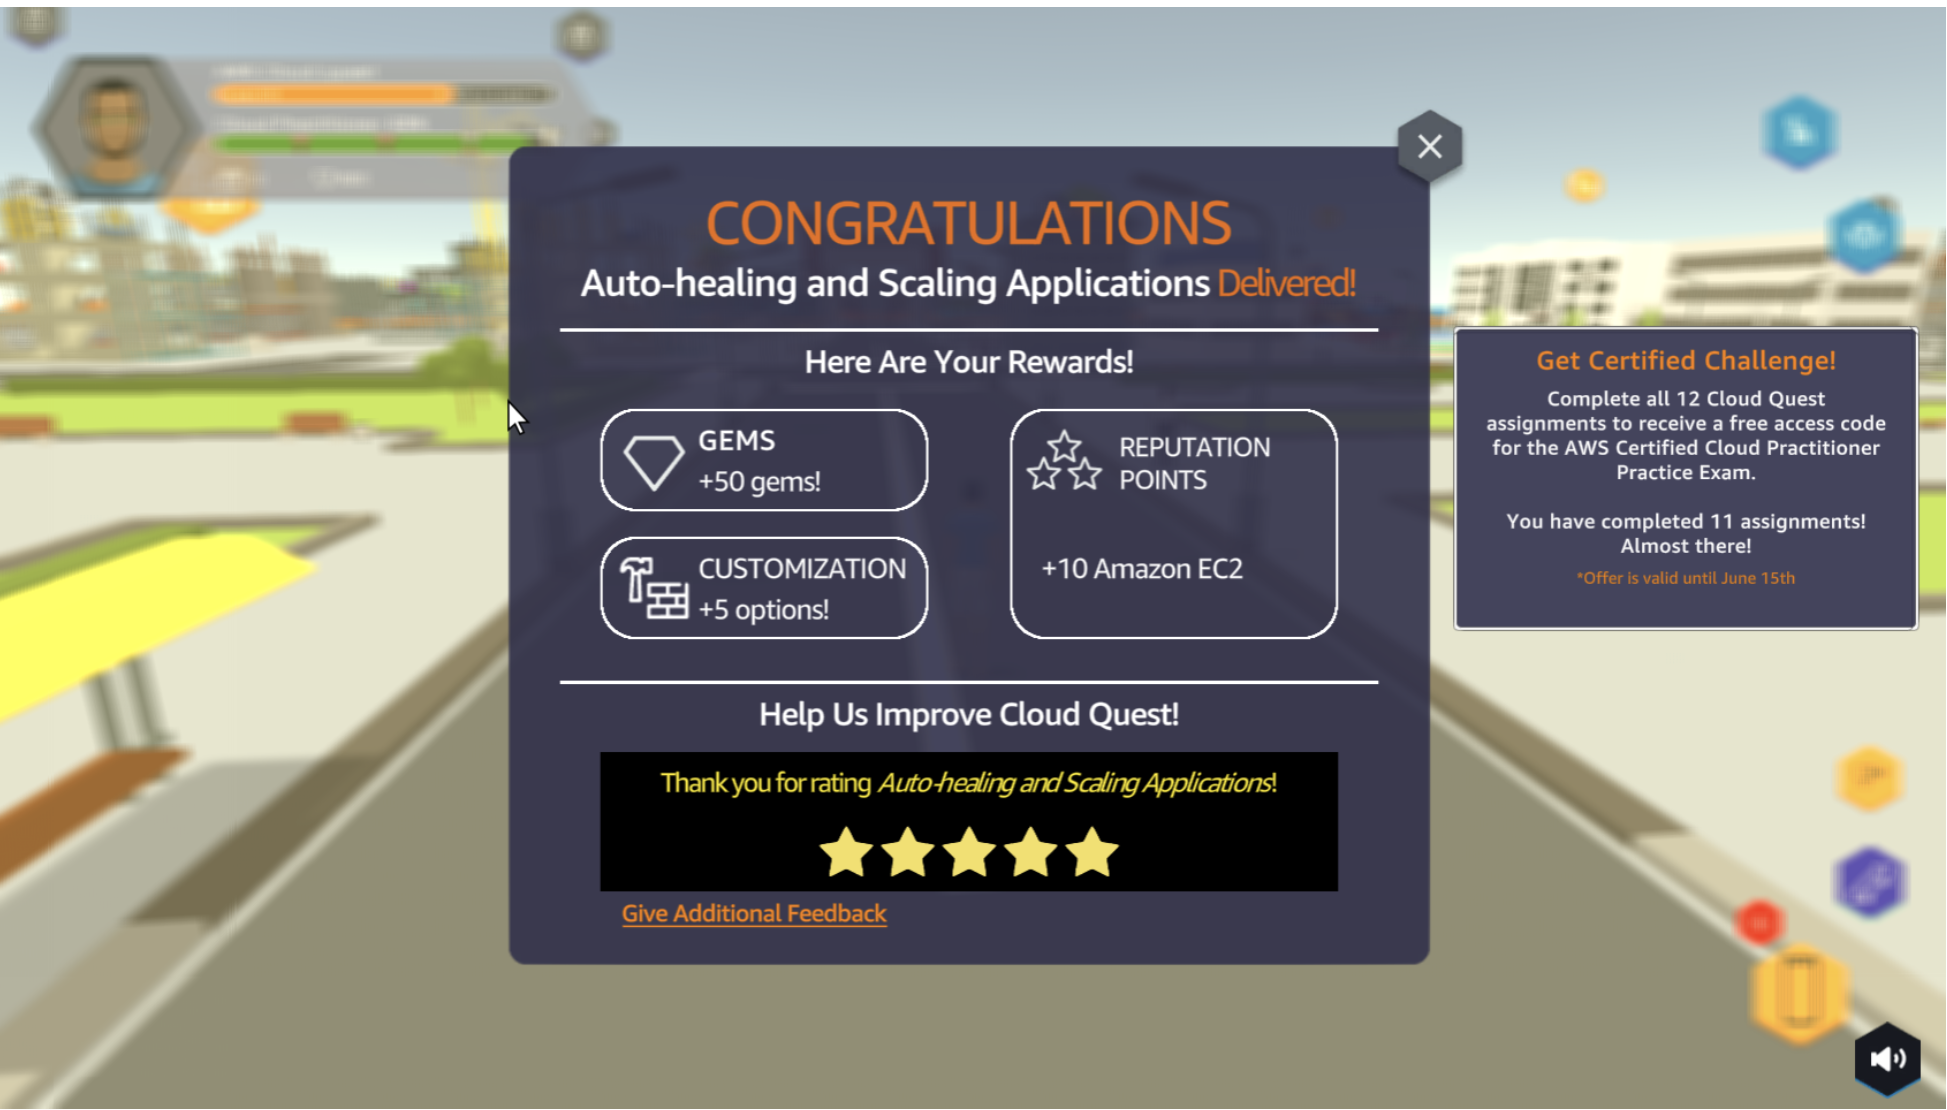 CONGRATULATIONS
Auto-healing and Scaling Applications Delivered!
Here Are Your Rewards!
GEMS
+50 gems!
CUSTOMIZATION
+5 options!
REPUTATION
POINTS
+10 Amazon EC2
Help Us Improve Cloud Quest!
Thank you for rating Auto-healing and Scaling Applications!
Give Additional Feedback
Get Certified Challenge!
Complete all 12 Cloud Quest
assignments to receive a free access code
for the AWS Certified Cloud Practitioner
Practice Exam.
You have completed 11 assignments!
Almost there!
*Offer is valid until June 15th